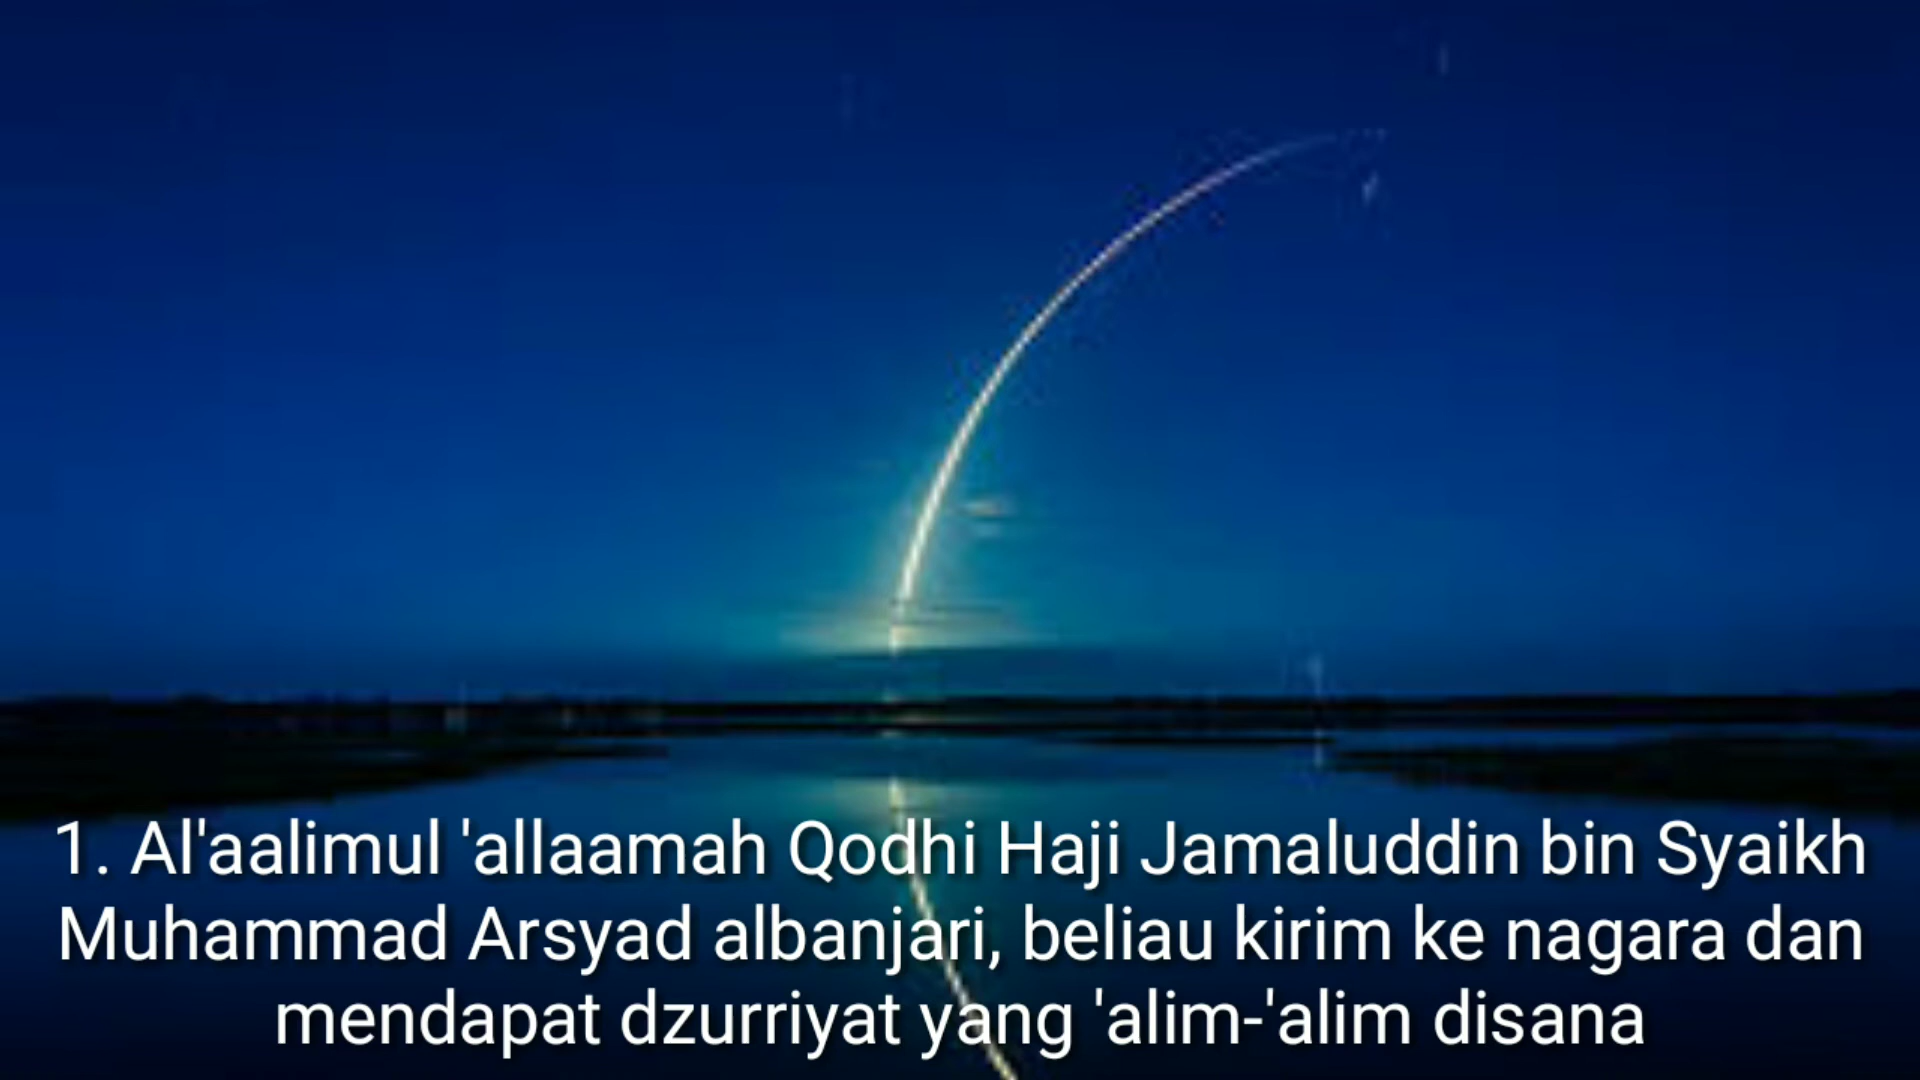 1. Al'aalimul 'allaamah Qodhi Haji Jamaluddin bin Syaikh
Muhammad Arsyad albanjari, beliau kirim ke nagara dan
mendapat dzurriyat yang 'alim-'alim disana